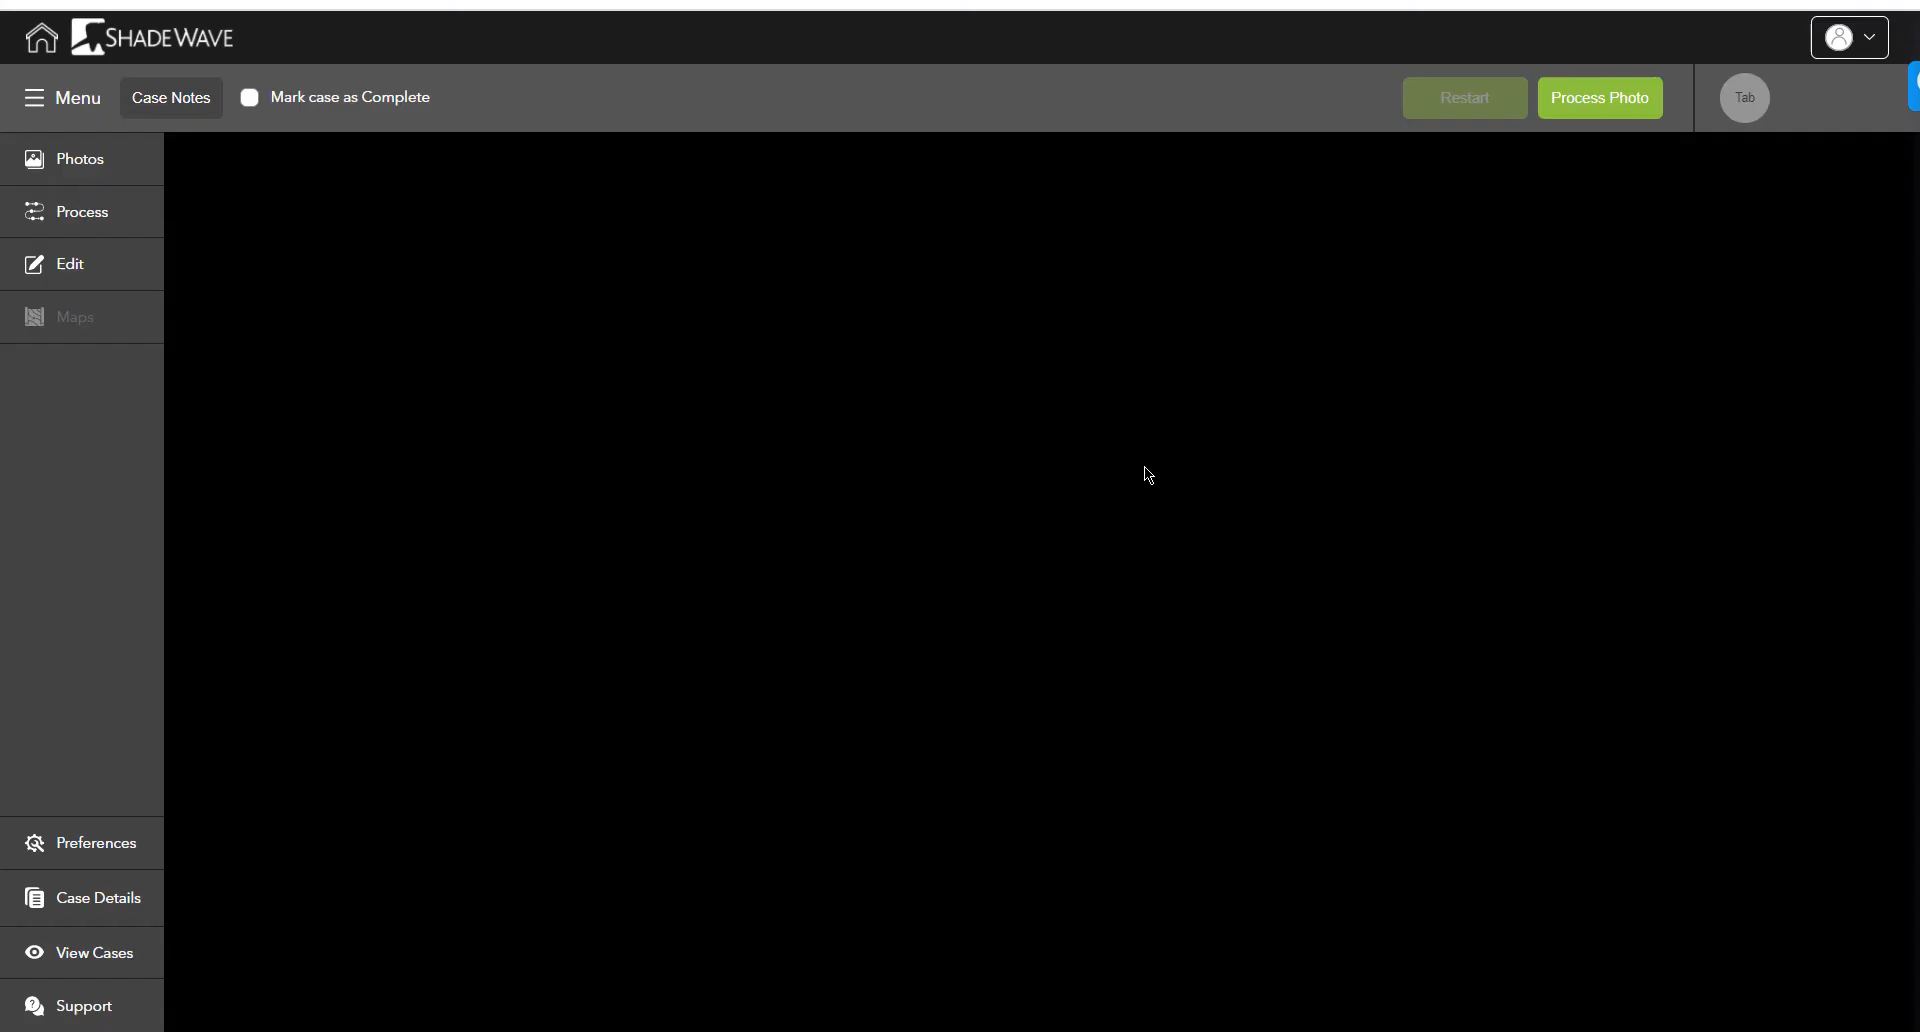 SHADEWAVE
Menu
Case Notes
Mark case as Complete
Restart
Process Photo
Tab
Photos
Process
Edit
Maps
Preferences
Case Details
View Cases
Support